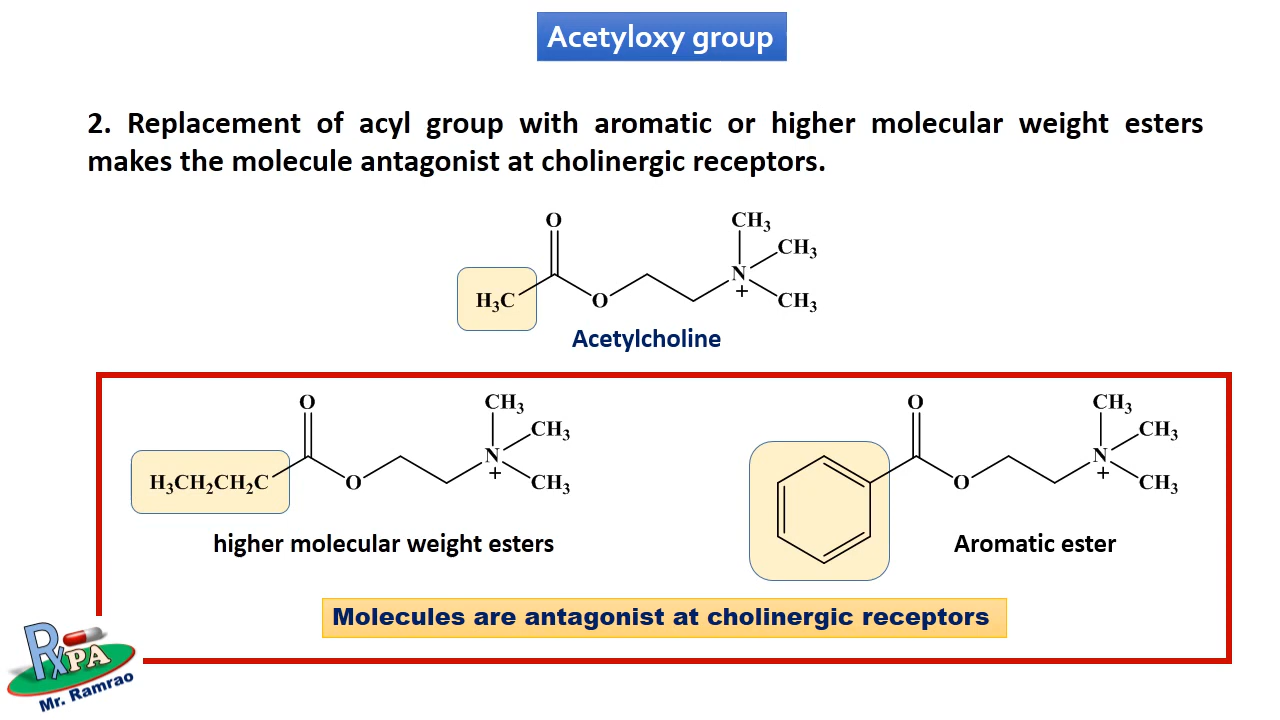 Acetyloxy group
2. Replacement of acyl group with aromatic or higher molecular weight esters
makes the molecule antagonist at cholinergic receptors.
O
CH₃
CH₃
N
+
H₃C
O
CH₃
Acetylcholine
O
CH₃
CH₃
N
+
H₃CH₂CH₂C
O
CH₃
higher molecular weight esters
O
CH₃
CH₃
N
+
O
CH₃
Aromatic ester
Molecules are antagonist at cholinergic receptors
Rx PA
Mr. Ramrao